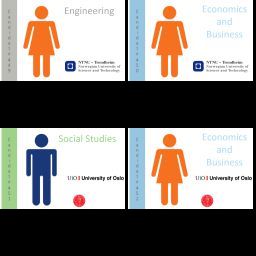 Engineering
NTNU – Trondheim
Norwegian University of
Science and Technology
Economics
and
Business
NTNU – Trondheim
Norwegian University of
Science and Technology
Social Studies
UiO University of Oslo
Economics
and
Business
UiO University of Oslo